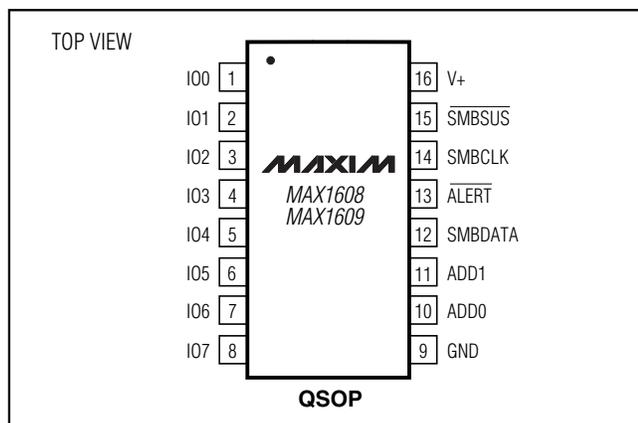 TOP VIEW
IO0 1
16 V+
IO1 2
15 SMBSUS
IO2 3
14 SMBCLK
MAXIM
IO3 4
13 ALERT
MAX1608
MAX1609
IO4 5
12 SMBDATA
IO5 6
11 ADD1
IO6 7
10 ADD0
IO7 8
9 GND
QSOP